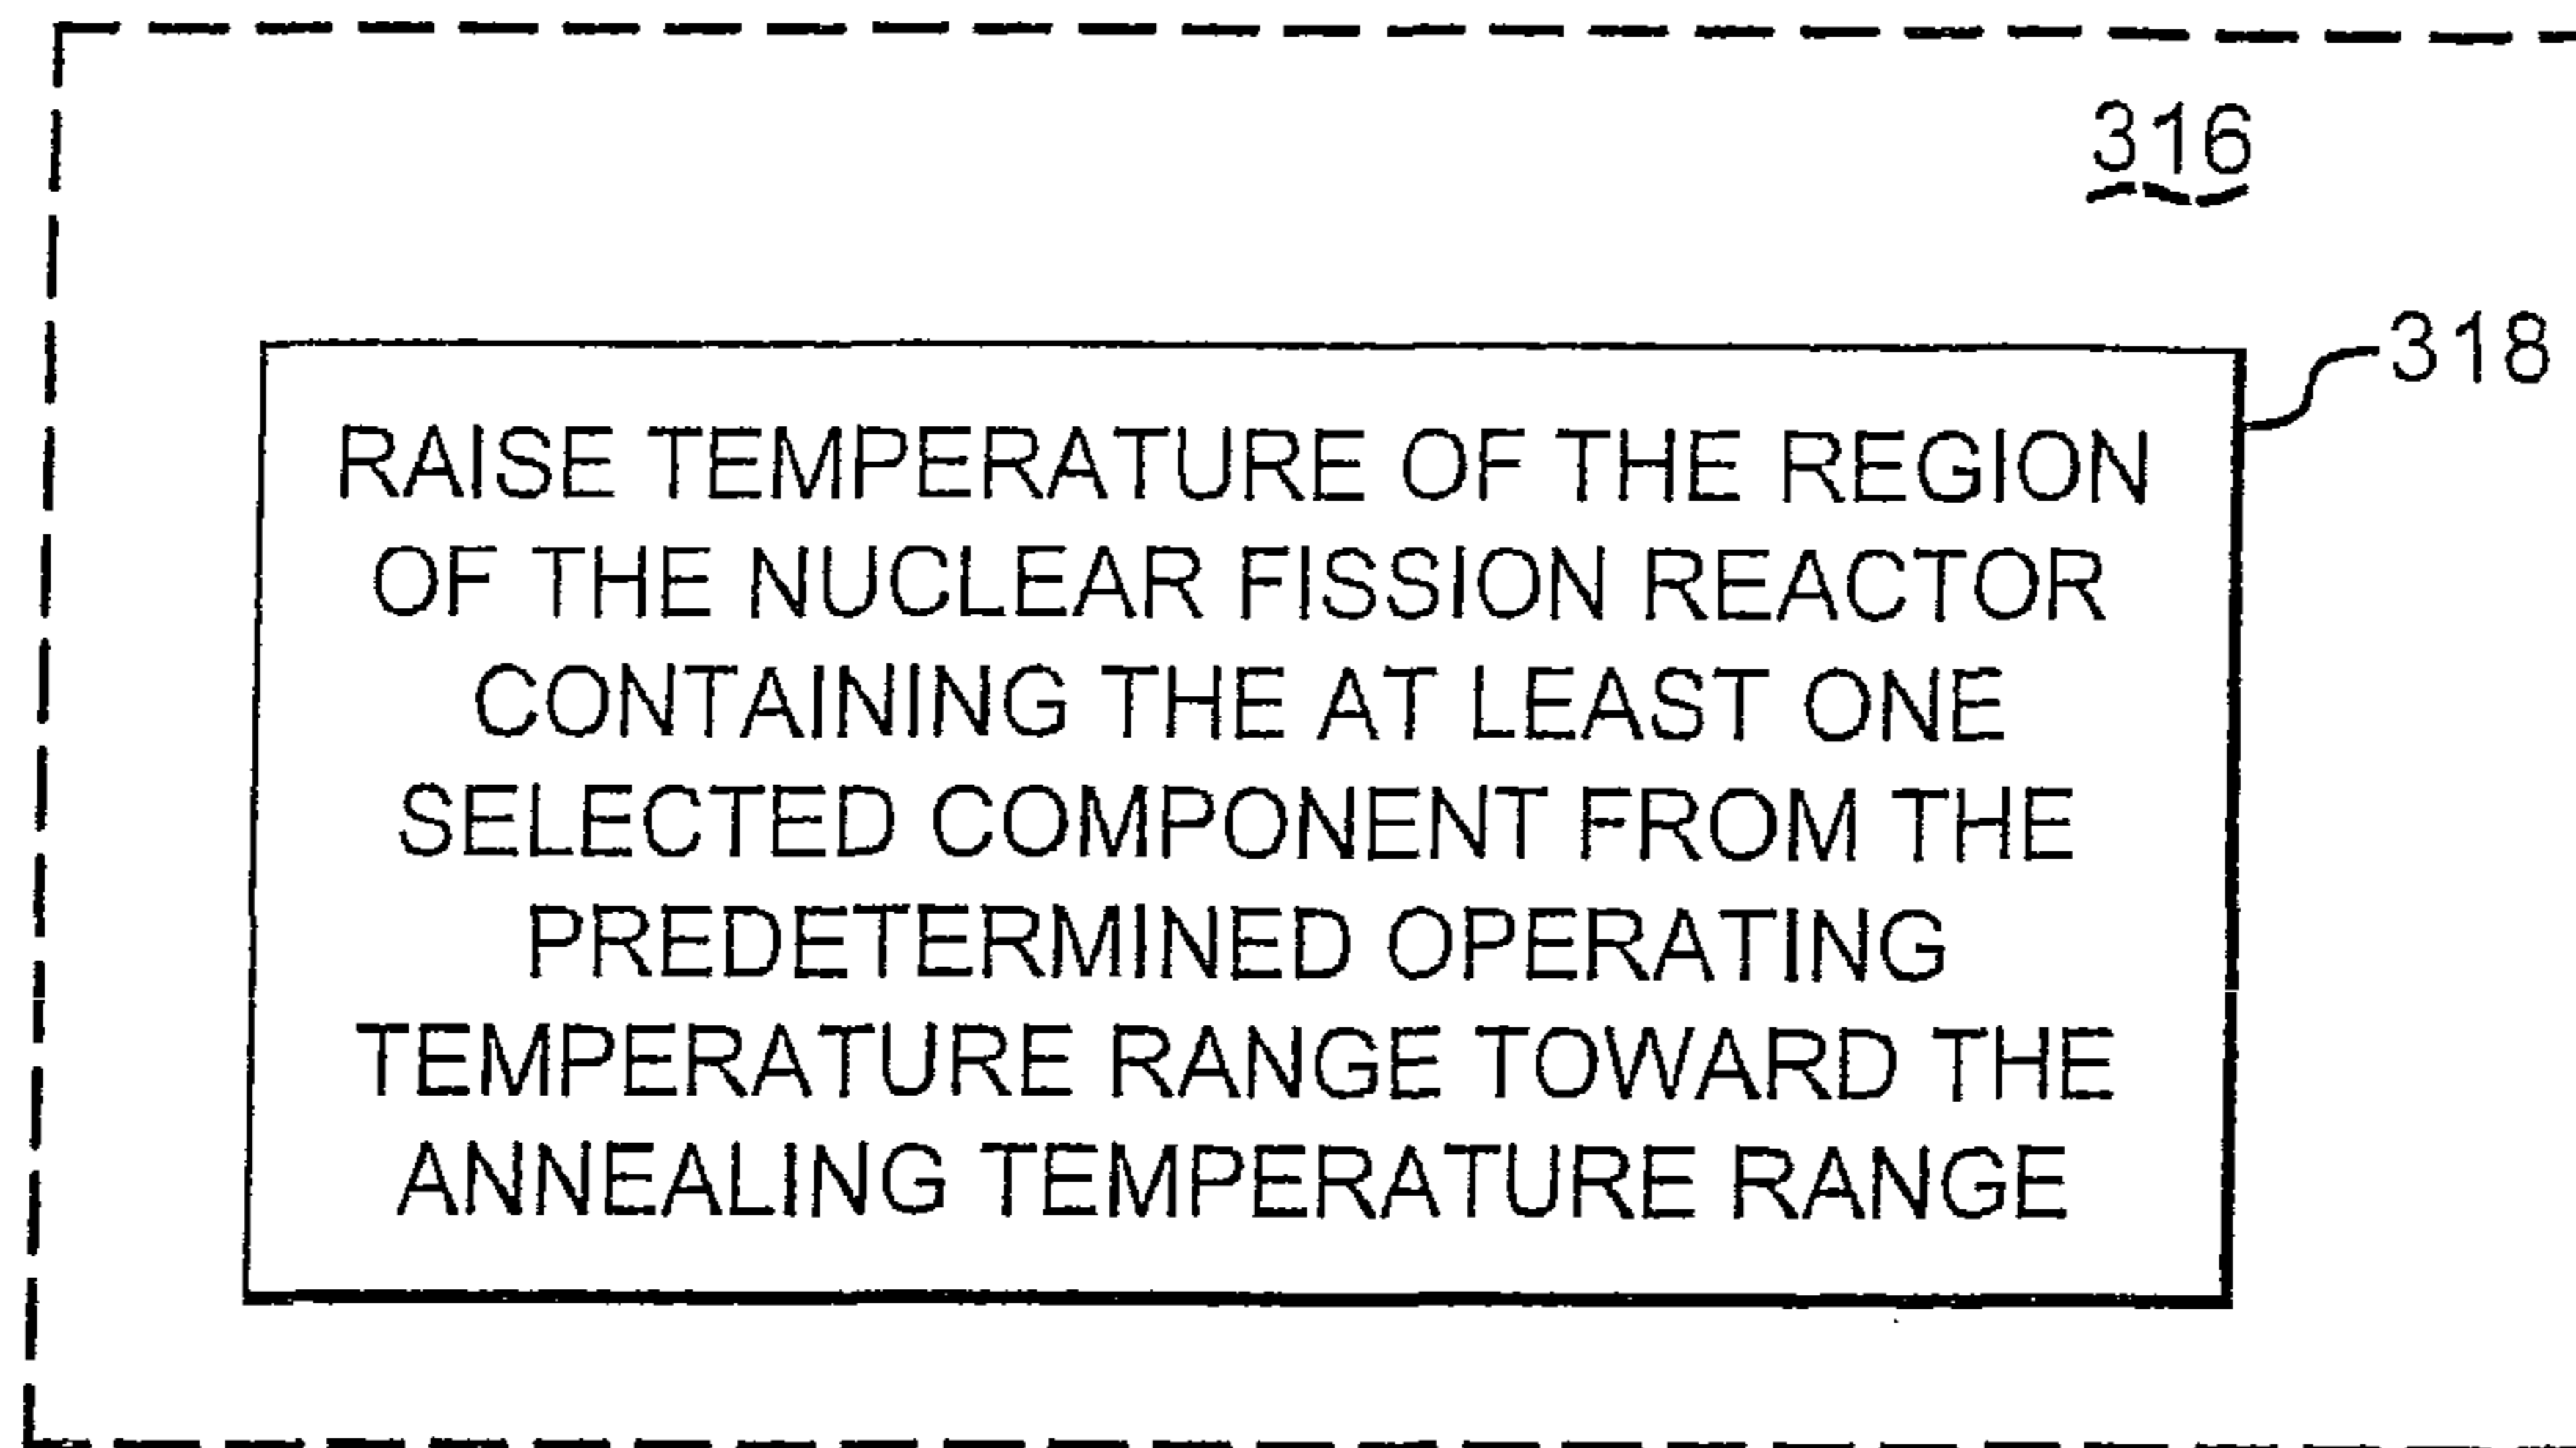 316
318
RAISE TEMPERATURE OF THE REGION
OF THE NUCLEAR FISSION REACTOR
CONTAINING THE AT LEAST ONE
SELECTED COMPONENT FROM THE
PREDETERMINED OPERATING
TEMPERATURE RANGE TOWARD THE
ANNEALING TEMPERATURE RANGE